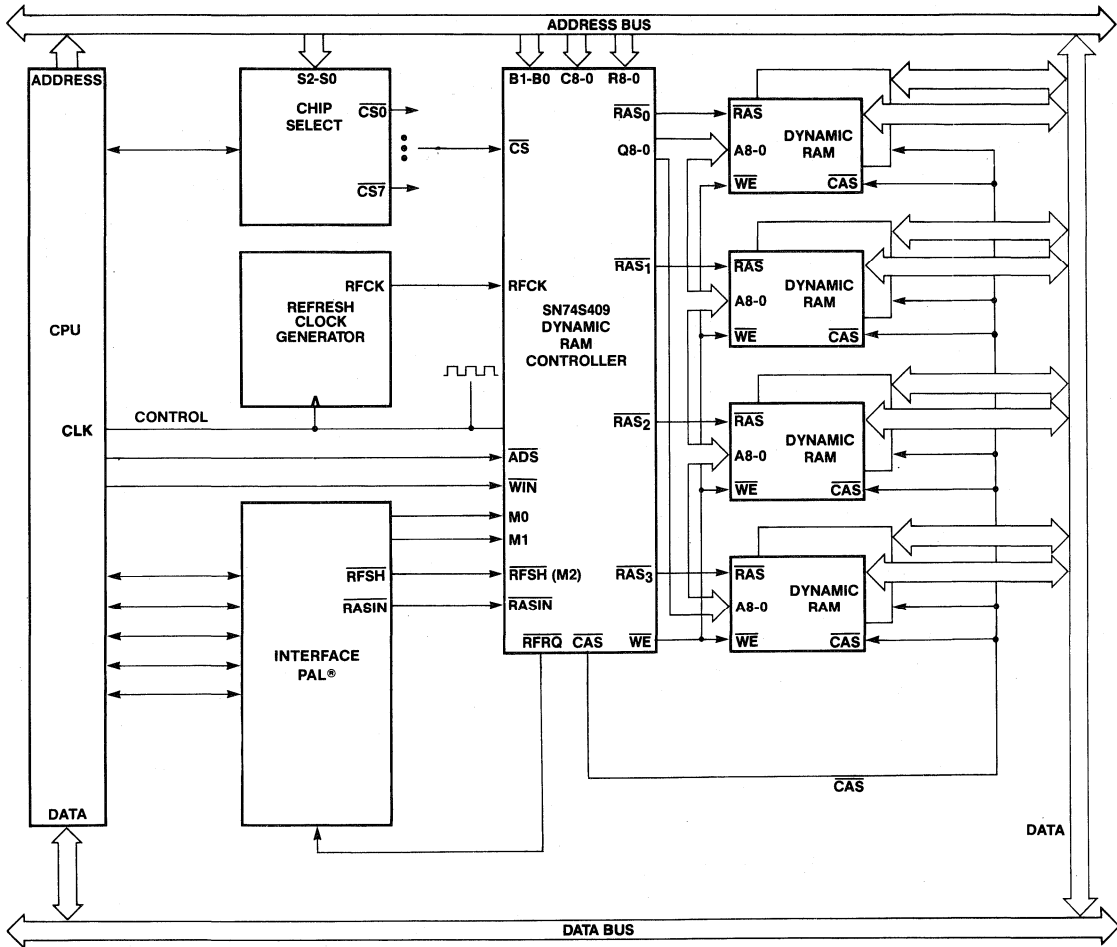 ADDRESS BUS
ADDRESS
CPU
CLK
DATA
S2-S0
CHIP
SELECT
CS0
CS7
RFCK
REFRESH
CLOCK
GENERATOR
CONTROL
RFSH
RASIN
INTERFACE
PAL®
B1-B0 C8-0 R8-0
CS
RFCK
SN74S409
DYNAMIC
RAM
CONTROLLER
ADS
WIN
M0
M1
RFSH (M2)
RASIN
RFRQ CAS WE
RAS0
Q8-0
RAS1
RAS2
RAS3
RAS
DYNAMIC
RAM
A8-0
WE CAS
RAS
DYNAMIC
RAM
A8-0
WE CAS
RAS
DYNAMIC
RAM
A8-0
WE CAS
RAS
DYNAMIC
RAM
A8-0
WE CAS
CAS
DATA
DATA BUS